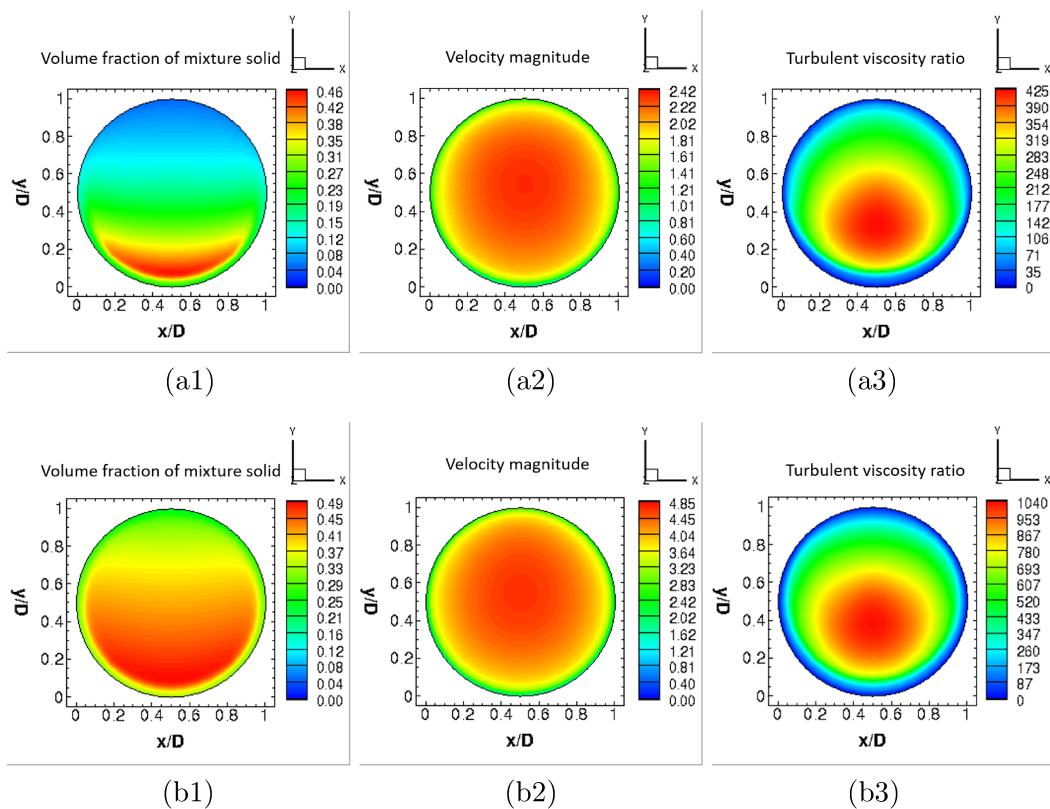 Y
X
Z
Volume fraction of mixture solid
1
0.8
0.6
0.4
0.2
0
y/D
0 0.2 0.4 0.6 0.8 1
x/D
0.46
0.42
0.38
0.35
0.31
0.27
0.23
0.19
0.15
0.12
0.08
0.04
0.00
(a1)
Y
X
Z
Velocity magnitude
1
0.8
0.6
0.4
0.2
0
y/D
0 0.2 0.4 0.6 0.8 1
x/D
2.42
2.22
2.02
1.81
1.61
1.41
1.21
1.01
0.81
0.60
0.40
0.20
0.00
(a2)
Y
X
Z
Turbulent viscosity ratio
1
0.8
0.6
0.4
0.2
0
y/D
0 0.2 0.4 0.6 0.8 1
x/D
425
390
354
319
283
248
212
177
142
106
71
35
0
(a3)
Y
X
Z
Volume fraction of mixture solid
1
0.8
0.6
0.4
0.2
0
y/D
0 0.2 0.4 0.6 0.8 1
x/D
0.49
0.45
0.41
0.37
0.33
0.29
0.25
0.21
0.16
0.12
0.08
0.04
0.00
(b1)
Y
X
Z
Velocity magnitude
1
0.8
0.6
0.4
0.2
0
y/D
0 0.2 0.4 0.6 0.8 1
x/D
4.85
4.44
4.04
3.64
3.23
2.83
2.42
2.02
1.62
1.21
0.81
0.40
0.00
(b2)
Y
X
Z
Turbulent viscosity ratio
1
0.8
0.6
0.4
0.2
0
y/D
0 0.2 0.4 0.6 0.8 1
x/D
1040
953
867
780
693
607
520
433
347
260
173
87
0
(b3)